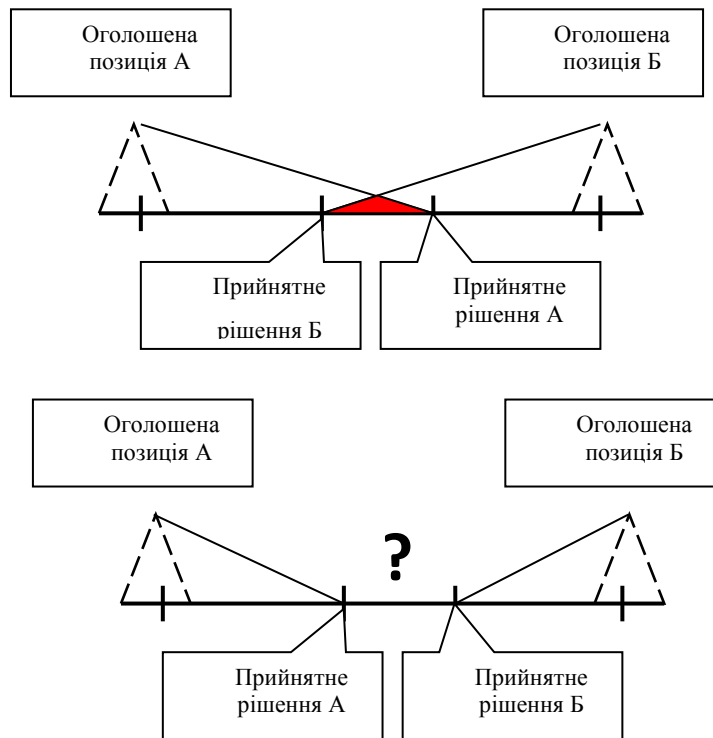 Оголошена
позиція А
Оголошена
позиція Б
Прийнятне
рішення Б
Прийнятне
рішення А
Оголошена
позиція А
Оголошена
позиція Б
?
Прийнятне
рішення А
Прийнятне
рішення Б